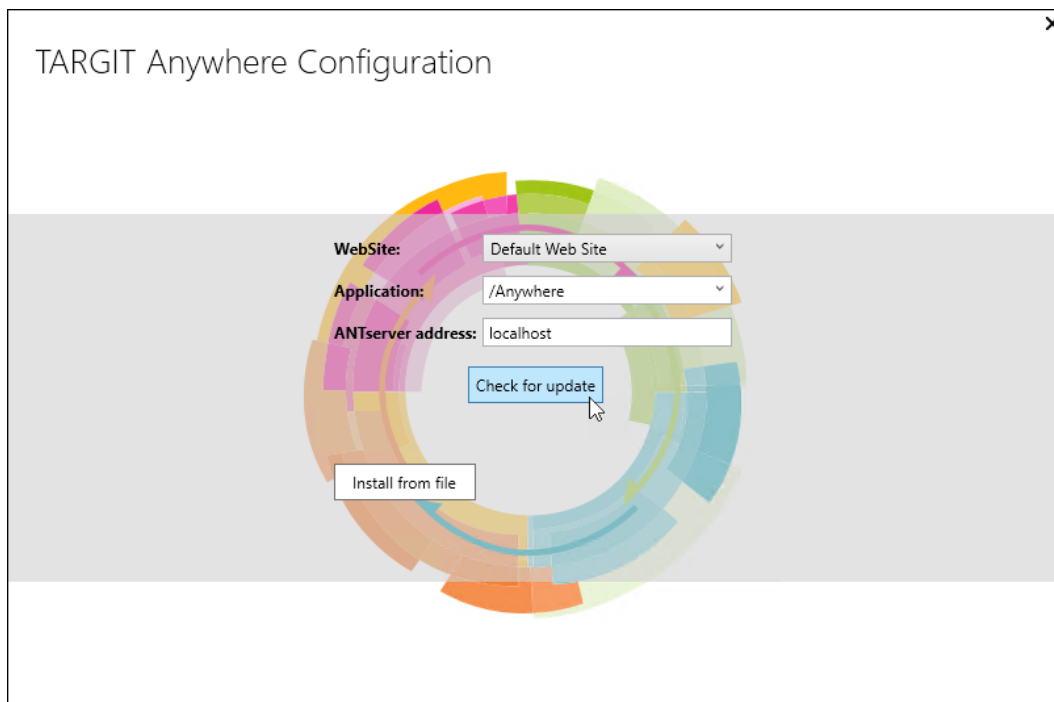 TARGIT Anywhere Configuration
WebSite: Default Web Site
Application: /Anywhere
ANTserver address: localhost
Check for update
Install from file